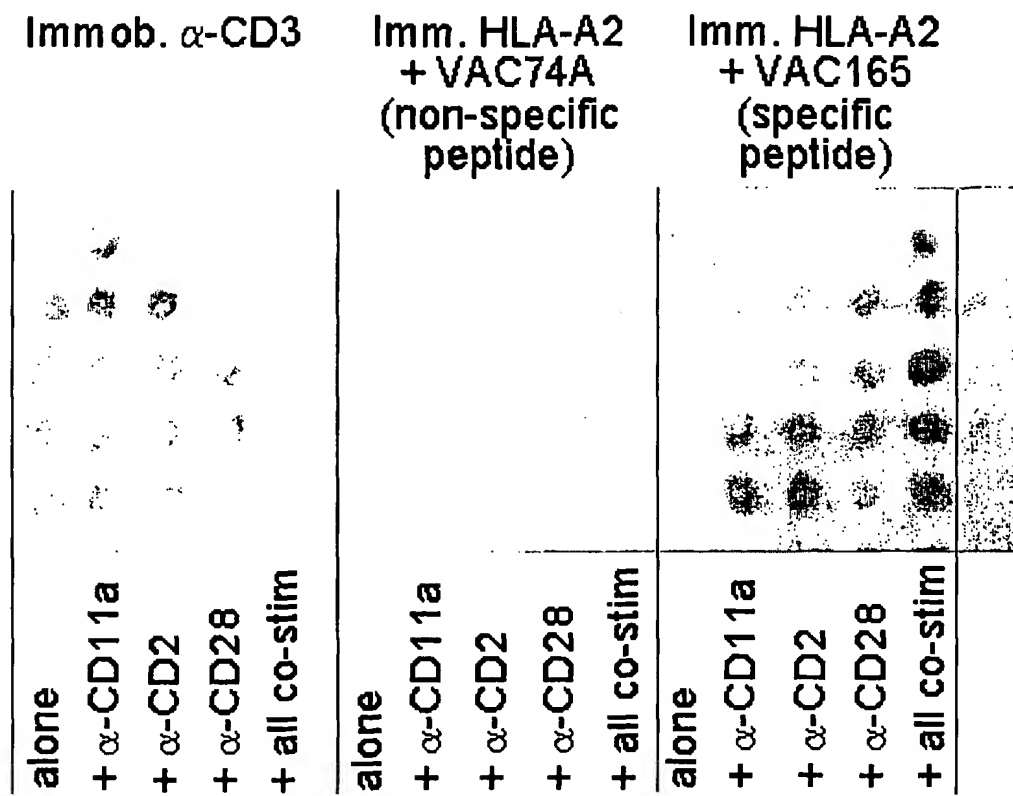 Immob. α-CD3
Imm. HLA-A2
+ VAC74A
(non-specific
peptide)
Imm. HLA-A2
+ VAC165
(specific
peptide)
alone
+ α-CD11a
+ α-CD2
+ α-CD28
+ all co-stim
alone
+ α-CD11a
+ α-CD2
+ α-CD28
+ all co-stim
alone
+ α-CD11a
+ α-CD2
+ α-CD28
+ all co-stim